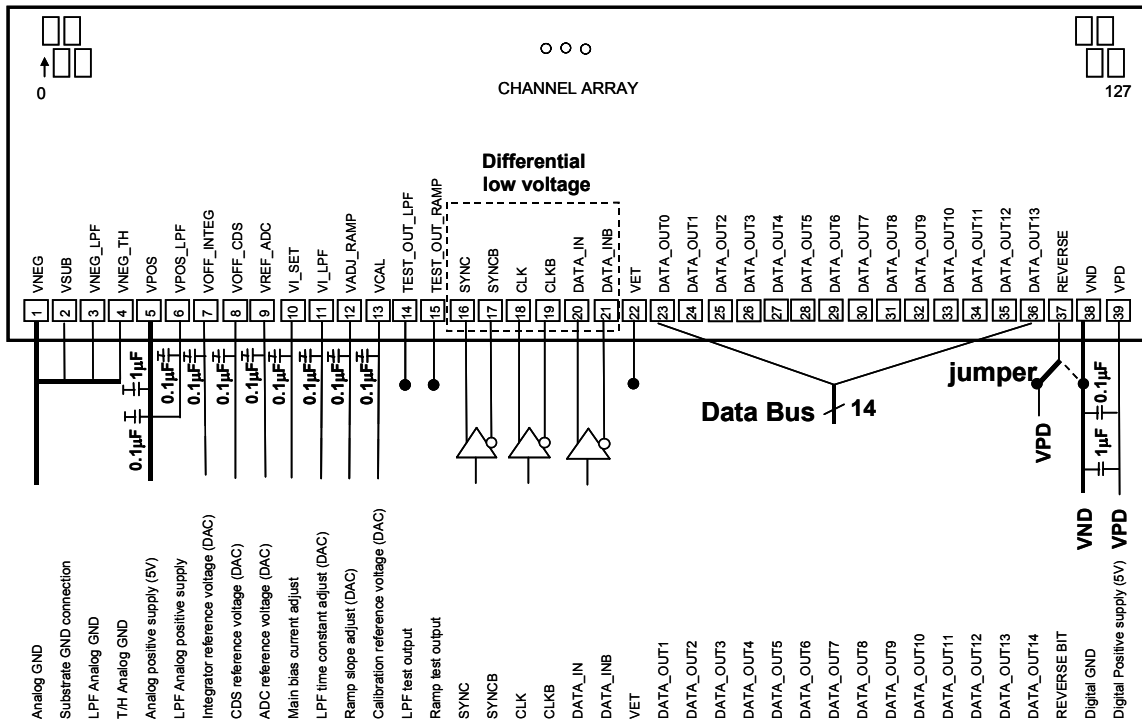 0
CHANNEL ARRAY
127
Differential
low voltage
VNEG
VSUB
VNEG_LPF
VNEG_TH
VPOS
VPOS_LPF
VOFF_INTEG
VOFF_CDS
VREF_ADC
VI_SET
VI_LPF
VADJ_RAMP
VCAL
TEST_OUT_LPF
TEST_OUT_RAMP
SYNC
SYNCB
CLK
CLKB
DATA_IN
DATA_INB
VET
DATA_OUT0
DATA_OUT1
DATA_OUT2
DATA_OUT3
DATA_OUT4
DATA_OUT5
DATA_OUT6
DATA_OUT7
DATA_OUT8
DATA_OUT9
DATA_OUT10
DATA_OUT11
DATA_OUT12
DATA_OUT13
REVERSE
VND
VPD
1 2 3 4 5 6 7 8 9 10 11 12 13 14 15 16 17 18 19 20 21 22 23 24 25 26 27 28 29 30 31 32 33 34 35 36 37 38 39
1µF
0.1µF
0.1µF
0.1µF
0.1µF
0.1µF
0.1µF
0.1µF
0.1µF
0.1µF
jumper
Data Bus
14
VPD
0.1µF
1µF
VND
VPD
Analog GND
Substrate GND connection
LPF Analog GND
T/H Analog GND
Analog positive supply (5V)
LPF Analog positive supply
Integrator reference voltage (DAC)
CDS reference voltage (DAC)
ADC reference voltage (DAC)
Main bias current adjust
LPF time constant adjust (DAC)
Ramp slope adjust (DAC)
Calibration reference voltage (DAC)
LPF test output
Ramp test output
SYNC
SYNCB
CLK
CLKB
DATA_IN
DATA_INB
VET
DATA_OUT1
DATA_OUT2
DATA_OUT3
DATA_OUT4
DATA_OUT5
DATA_OUT6
DATA_OUT7
DATA_OUT8
DATA_OUT9
DATA_OUT10
DATA_OUT11
DATA_OUT12
DATA_OUT13
DATA_OUT14
REVERSE BIT
Digital GND
Digital Positive supply (5V)